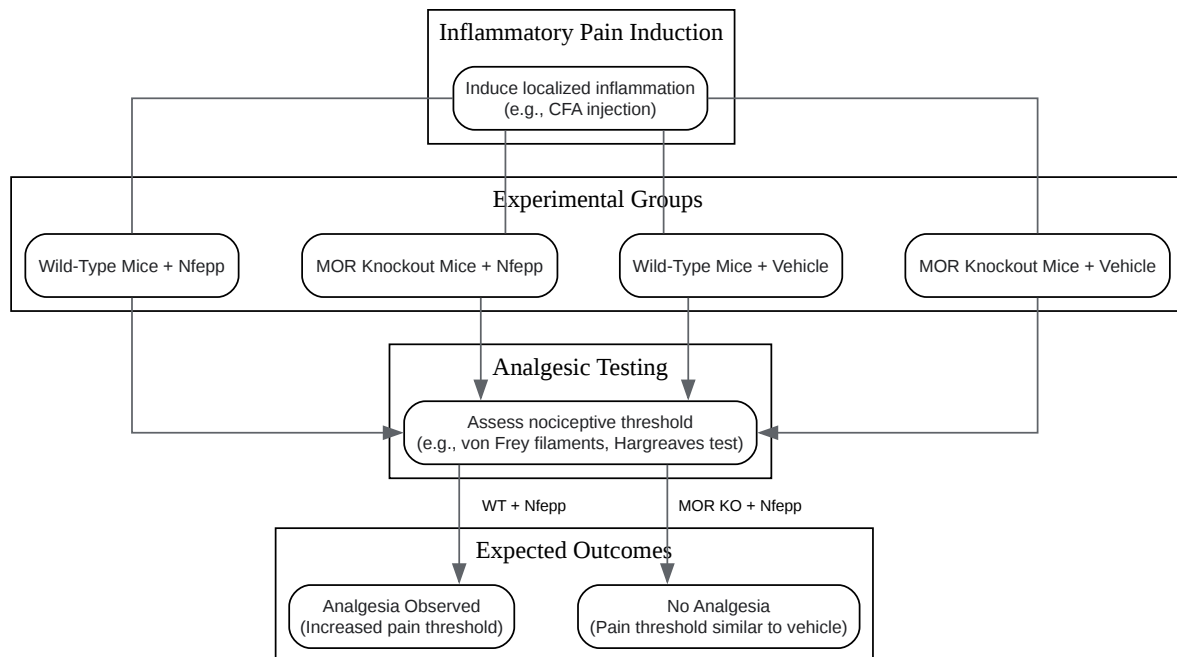 Inflammatory Pain Induction
Induce localized inflammation
(e.g., CFA injection)
Experimental Groups
Wild-Type Mice + Nfepp
MOR Knockout Mice + Nfepp
Wild-Type Mice + Vehicle
MOR Knockout Mice + Vehicle
Analgesic Testing
Assess nociceptive threshold
(e.g., von Frey filaments, Hargreaves test)
WT + Nfepp
MOR KO + Nfepp
Expected Outcomes
Analgesia Observed
(Increased pain threshold)
No Analgesia
(Pain threshold similar to vehicle)